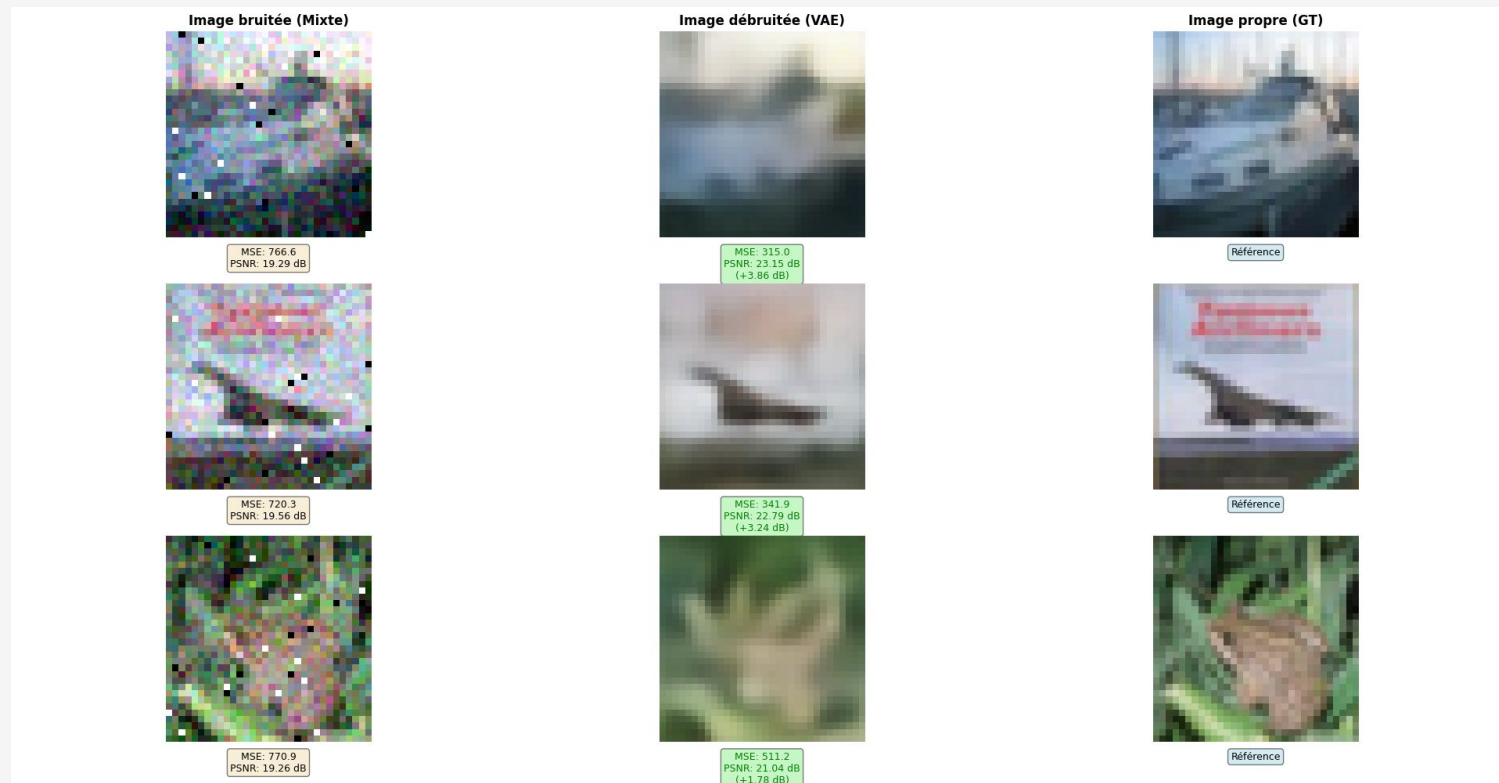 Image bruitée (Mixte)
Image débruitée (VAE)
Image propre (GT)
MSE: 766.6
PSNR: 19.29 dB
MSE: 315.0
PSNR: 23.15 dB
(+3.86 dB)
Référence
MSE: 720.3
PSNR: 19.56 dB
MSE: 341.9
PSNR: 22.79 dB
(+3.24 dB)
Référence
MSE: 770.9
PSNR: 19.26 dB
MSE: 511.2
PSNR: 21.04 dB
(+1.78 dB)
Référence